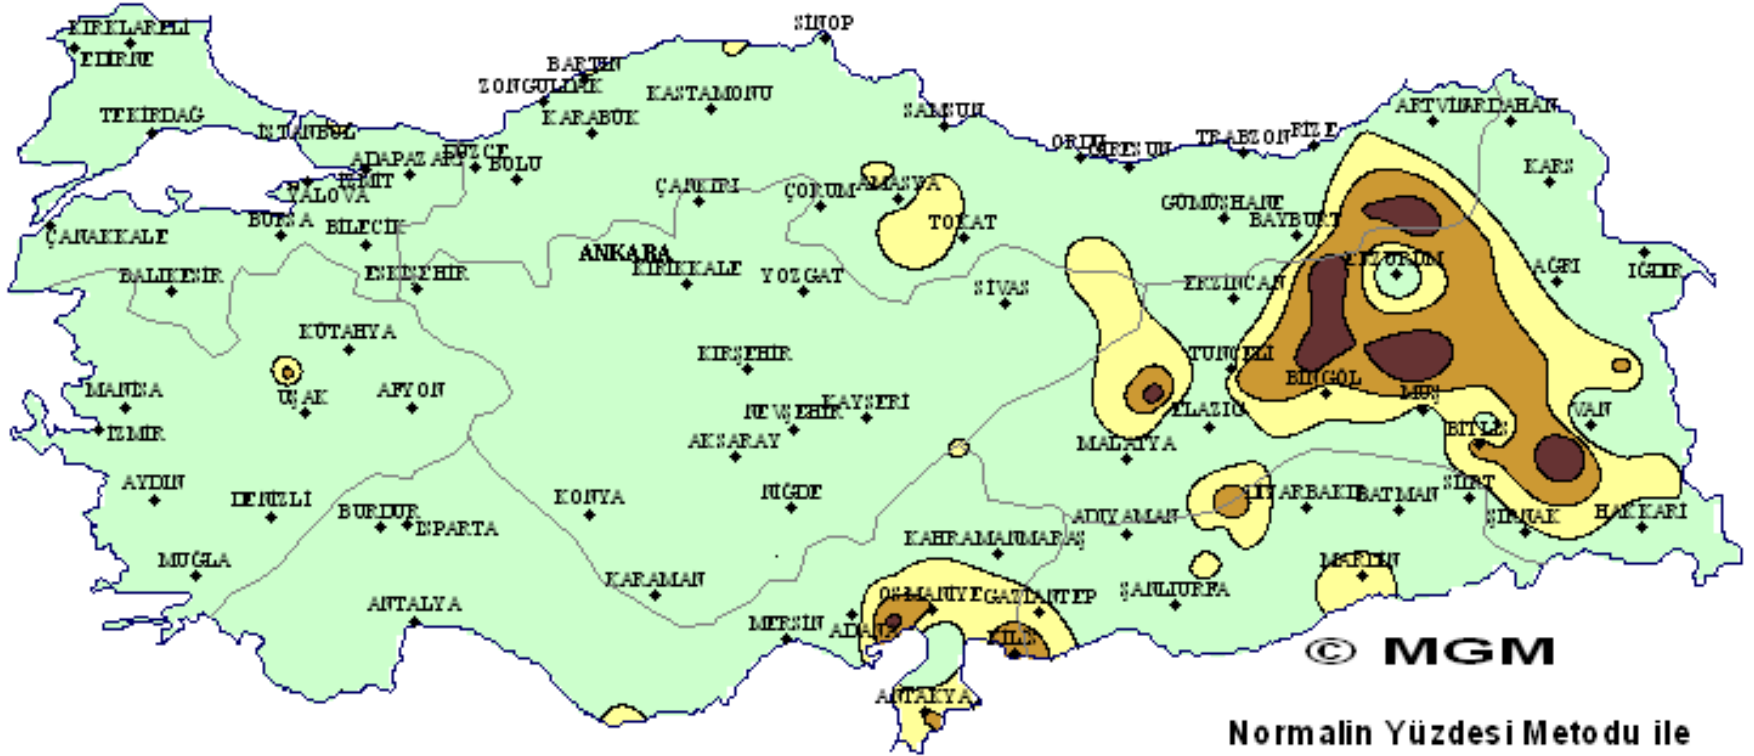 SİNOP
KIRKLARELİ
EDİRNE
BARTIN
ZONGULDAK
KASTAMONU
KARABÜK
SAMSUN
ARTVİN
ARDAHAN
TEKİRDAĞ
İSTANBUL
ORDU
GİRESUN
TRABZON
RİZE
ADAPAZARI
DÜZCE
BOLU
KARS
İZMİT
YALOVA
ÇANKIRI
ÇORUM
AMASYA
GÜMÜŞHANE
BAYBURT
ÇANAKKALE
BURSA
BİLECİK
TOKAT
ANKARA
KIRIKKALE
ERZURUM
AĞRI
IĞDIR
BALIKESİR
ESKİŞEHİR
YOZGAT
SİVAS
ERZİNCAN
KÜTAHYA
KIRŞEHİR
TUNCELİ
MANİSA
UŞAK
AFYON
BİNGÖL
MUŞ
NEVŞEHİR
KAYSERİ
ELAZIĞ
VAN
İZMİR
AKSARAY
MALATYA
BİTLİS
AYDIN
DENİZLİ
BURDUR
ISPARTA
KONYA
NİĞDE
DİYARBAKIR
BATMAN
SİİRT
ADIYAMAN
ŞIRNAK
HAKKARİ
KAHRAMANMARAŞ
MUĞLA
KARAMAN
MARDİN
ANTALYA
OSMANİYE
GAZİANTEP
ŞANLIURFA
MERSİN
ADANA
KİLİS
© MGM
ANTAKYA
Normalin Yüzdesi Metodu ile